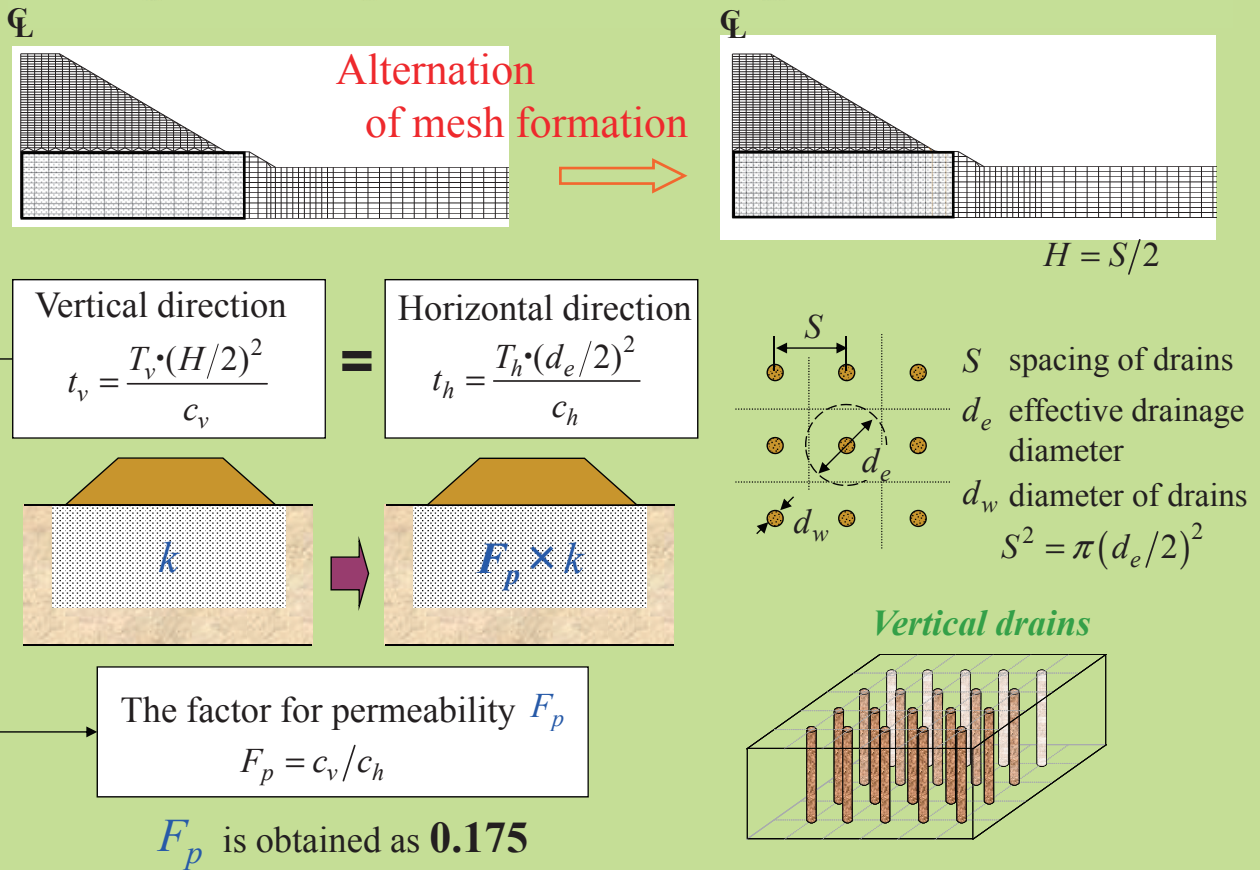 ℄
℄
Alternation
of mesh formation
H = S/2
Vertical direction
t_v = T_v•(H/2)^2 / c_v
=
Horizontal direction
t_h = T_h•(d_e/2)^2 / c_h
S
d_e
d_w
S spacing of drains
d_e effective drainage
diameter
d_w diameter of drains
S^2 = π(d_e/2)^2
k
F_p × k
Vertical drains
The factor for permeability F_p
F_p = c_v/c_h
F_p is obtained as 0.175